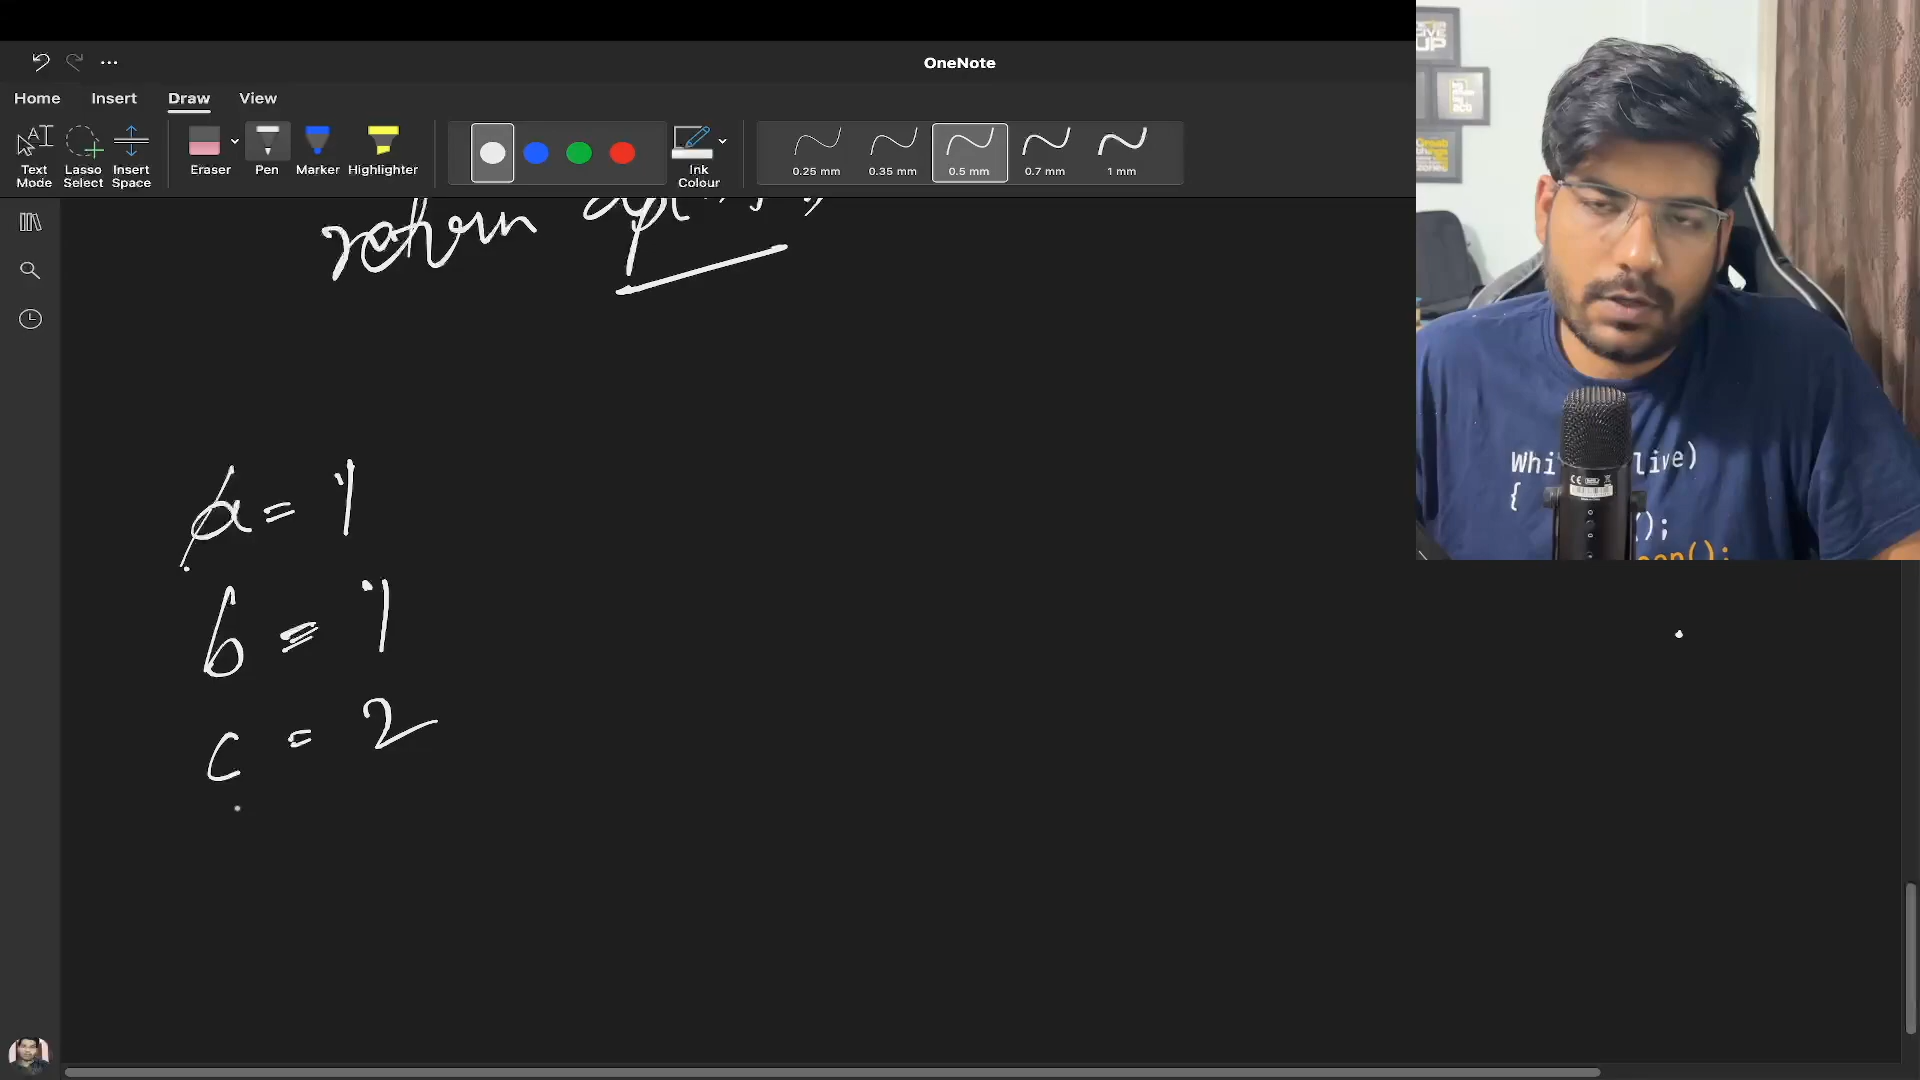 OneNote
Home Insert Draw View
Text Mode
Lasso Select
Insert Space
Eraser
Pen
Marker
Highlighter
Ink Colour
0.25 mm
0.35 mm
0.5 mm
0.7 mm
1 mm
return
a = 1
b = 1
c = 2
UP
{
();